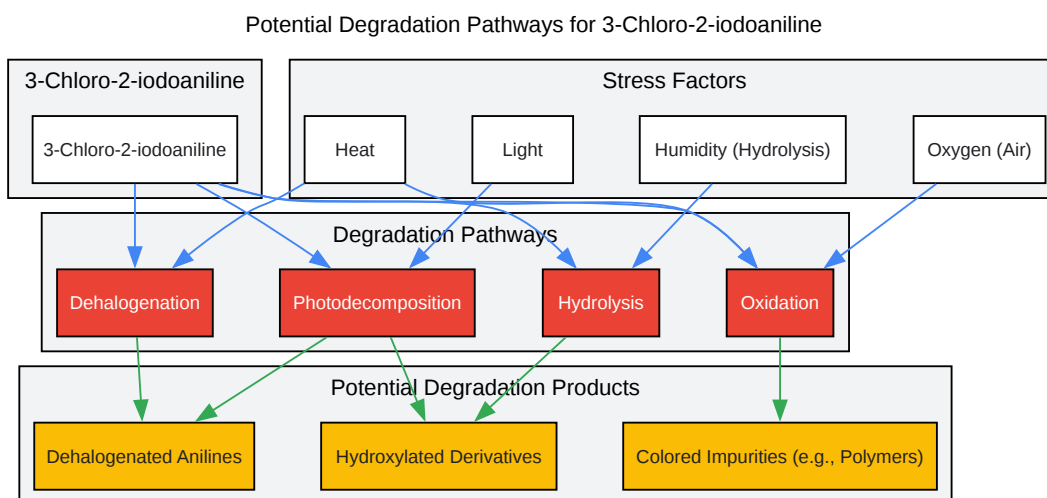 Potential Degradation Pathways for 3-Chloro-2-iodoaniline
3-Chloro-2-iodoaniline
Stress Factors
3-Chloro-2-iodoaniline
Heat
Light
Humidity (Hydrolysis)
Oxygen (Air)
Degradation Pathways
Dehalogenation
Photodecomposition
Hydrolysis
Oxidation
Potential Degradation Products
Dehalogenated Anilines
Hydroxylated Derivatives
Colored Impurities (e.g., Polymers)